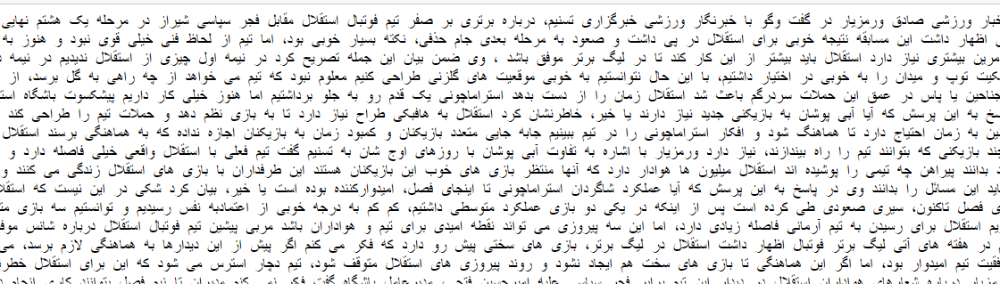 خبار ورزشی صادق ورمزیار در گفت وگو با خبرنگار ورزشی خبرگزاری تسنیم، درباره برتری بر صفر تیم فوتبال استقلال مقابل فجر سپاسی شیراز در مرحله یک هشتم نهایی
اظهار داشت این مسابقه نتیجه خوبی برای استقلال در پی داشت و صعود به مرحله بعدی جام حذفی، نکته بسیار خوبی بود، اما تیم از لحاظ فنی خیلی قوی نبود و هنوز به
مرین بیشتری نیاز دارد استقلال باید بیشتر از این کار کند تا در لیگ برتر موفق باشد ، وی ضمن بیان این جمله تصریح کرد در نیمه اول چیزی از استقلال ندیدیم در نیمه
کیت توپ و میدان را به خوبی در اختیار داشتیم، با این حال نتوانستیم به خوبی موقعیت های گلزنی طراحی کنیم معلوم نبود که تیم می خواهد از چه راهی به گل برسد، از
جناحین یا پاس در عمق این حملات سردرگم باعث شد استقلال زمان را از دست بدهد استراماچونی یک قدم رو به جلو برداشتیم اما هنوز خیلی کار داریم پیشکسوت باشگاه
به این پرسش که آیا آبی پوشان به بازیکنی جدید نیاز دارند یا خیر، خاطرنشان کرد استقلال به هافبکی طراح نیاز دارد تا به بازی نظم دهد و حملات تیم را طراحی کند
به زمان احتیاج دارد تا هماهنگ شود و افکار استراماچونی را در تیم ببینیم جابه جایی متعدد بازیکنان و کمبود زمان به بازیکنان اجازه نداده که به هماهنگی برسند استقلال
چند بازیکنی که بتوانند تیم را راه بیندازند، نیاز دارد ورمزیار با اشاره به تفاوت آبی پوشان با روزهای اوج شان به تسنیم گفت تیم فعلی با استقلال واقعی خیلی فاصله دارد و
بدانند پیراهن چه تیمی را پوشیده اند استقلال میلیون ها هوادار دارد که آنها منتظر بازی های خوب این بازیکنان هستند این طرفداران با بازی های استقلال زندگی می کنند و
این مسائل را بدانند وی در پاسخ به این پرسش که آیا عملکرد شاگردان استراماچونی تا اینجای فصل، امیدوارکننده بوده است یا خیر، بیان کرد شکی در این نیست که
فصل تاکنون، سیری صعودی طی کرده است پس از اینکه در یکی دو بازی عملکرد متوسطی داشتیم، کم کم به درجه خوبی از اعتمادبه نفس رسیدیم و توانستیم سه بازی
استقلال برای رسیدن به تیم آرمانی فاصله زیادی دارد، اما این سه پیروزی می تواند نقطه امیدی برای تیم و هواداران باشد مربی پیشین تیم فوتبال استقلال درباره شانس
در هفته های آتی لیگ برتر فوتبال اظهار داشت استقلال در لیگ برتر، بازی های سختی پیش رو دارد که فکر می کنم اگر پیش از این دیدارها به هماهنگی لازم برسد، می
تیم امیدوار بود، اما اگر این هماهنگی تا بازی های سخت هم ایجاد نشود و روند پیروزی های استقلال متوقف شود، تیم دچار استرس می شود که این برای استقلال